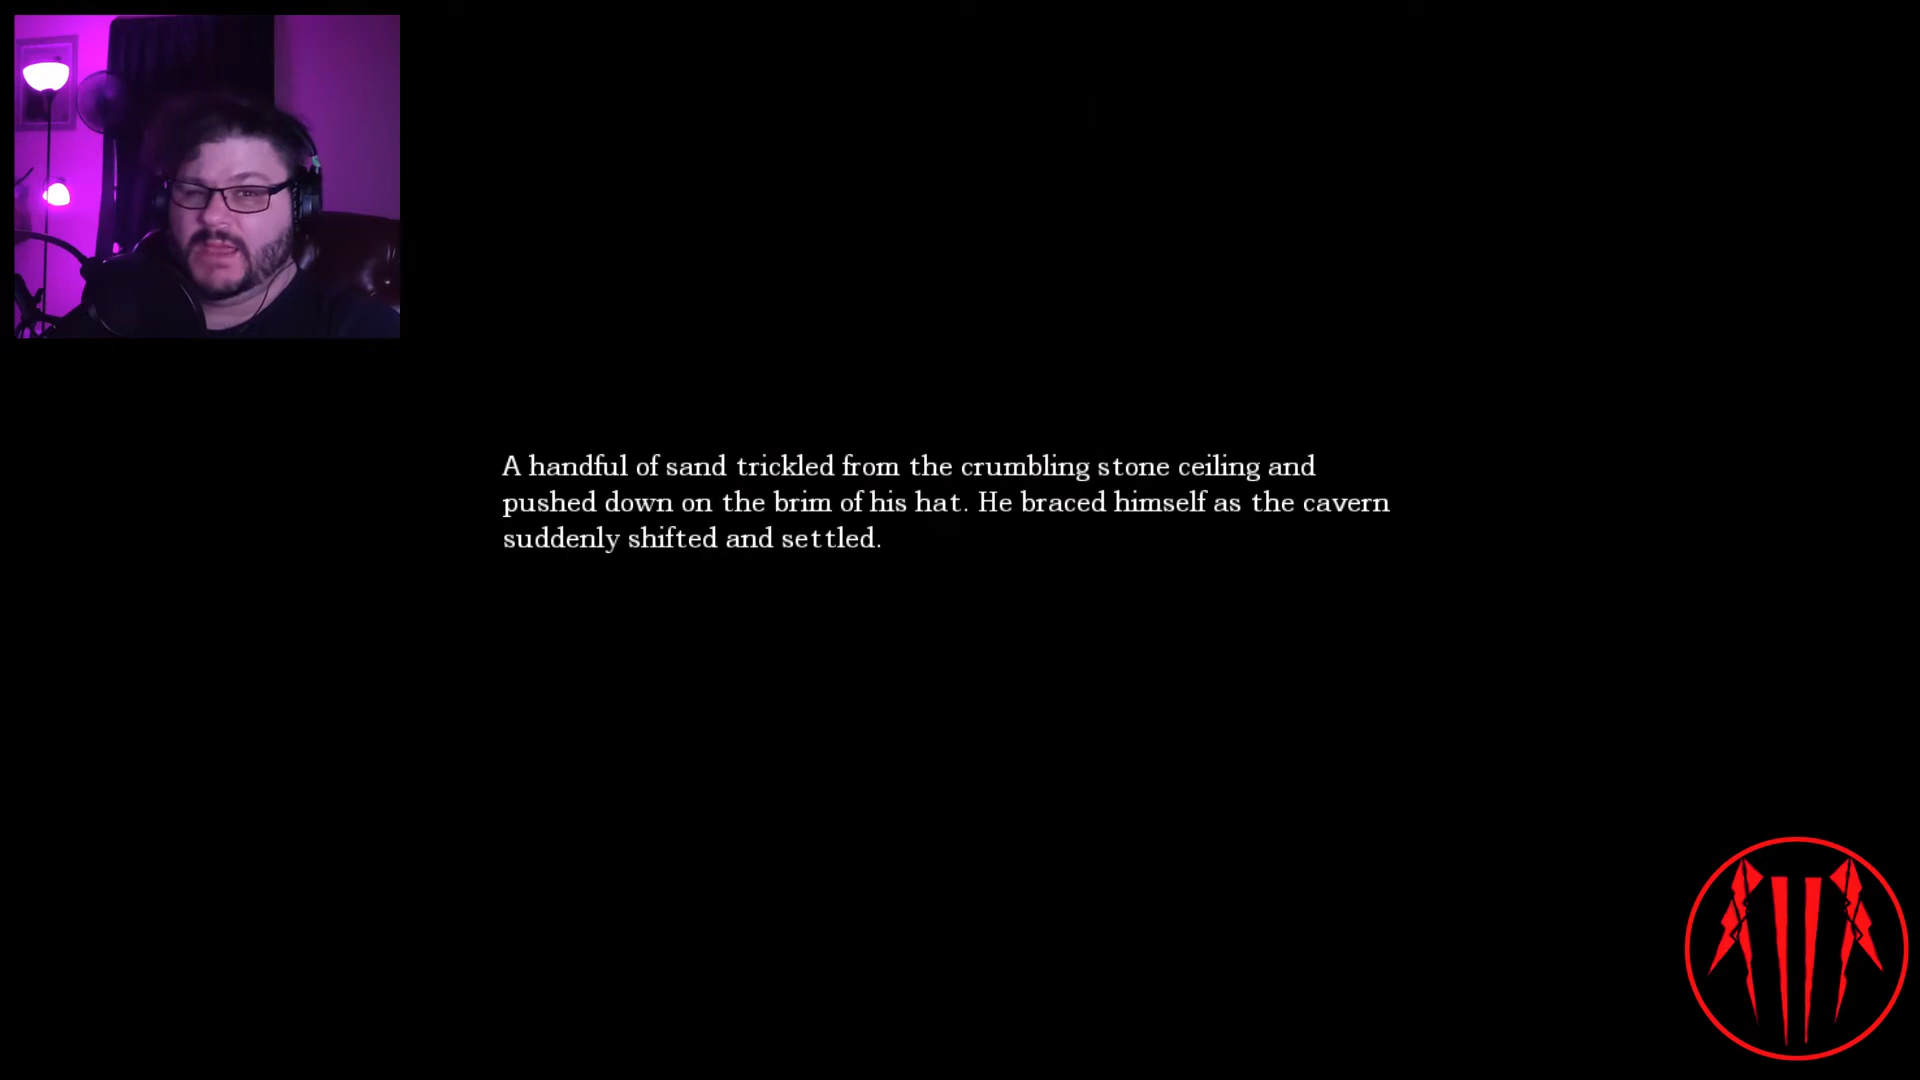 A handful of sand trickled from the crumbling stone ceiling and
pushed down on the brim of his hat. He braced himself as the cavern
suddenly shifted and settled.